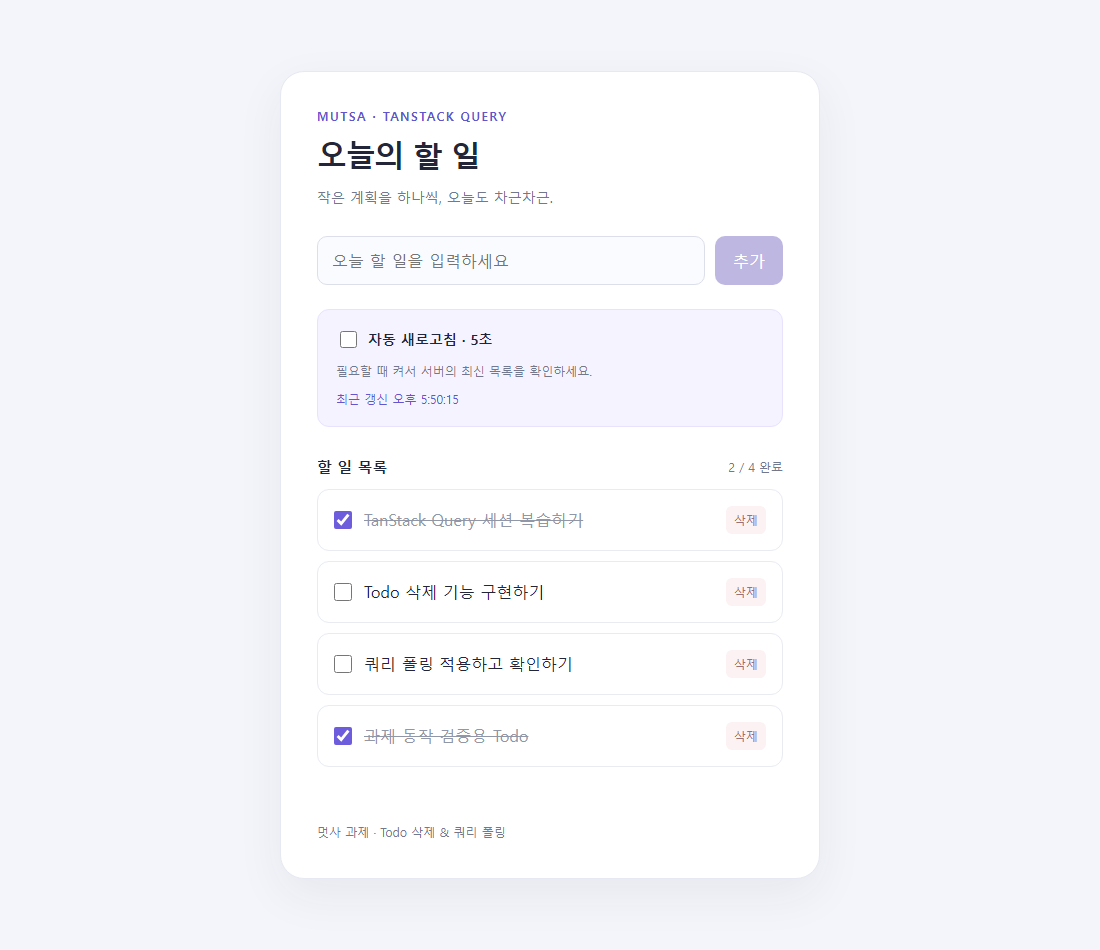 MUTSA · TANSTACK QUERY
오늘의 할 일
작은 계획을 하나씩, 오늘도 차근차근.
오늘 할 일을 입력하세요 추가
자동 새로고침 · 5초
필요할 때 켜서 서버의 최신 목록을 확인하세요.
최근 갱신 오후 5:50:15
할 일 목록 2 / 4 완료
TanStack Query 세션 복습하기 삭제
Todo 삭제 기능 구현하기 삭제
쿼리 폴링 적용하고 확인하기 삭제
과제 동작 검증용 Todo 삭제
멋사 과제 · Todo 삭제 & 쿼리 폴링